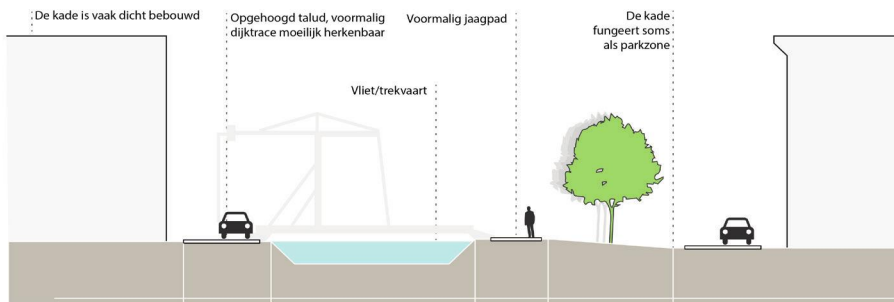 De kade is vaak dicht bebouwd
Opgehoogd talud, voormalig
dijktrace moeilijk herkenbaar
Vliet/trekvaart
Voormalig jaagpad
De kade
fungeert soms
als parkzone